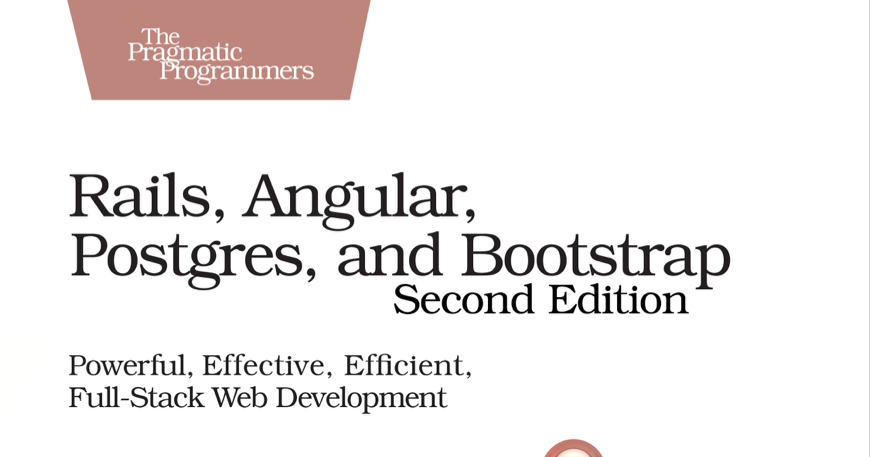 The
Pragmatic
Programmers
Rails, Angular,
Postgres, and Bootstrap
Second Edition
Powerful, Effective, Efficient,
Full-Stack Web Development